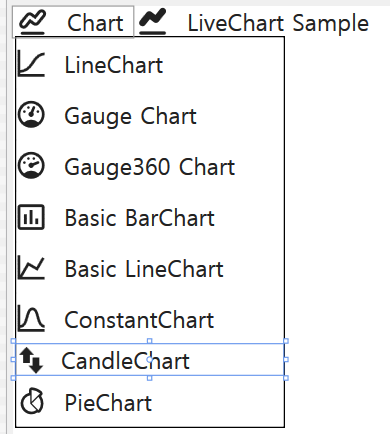 Chart LiveChart Sample
LineChart
Gauge Chart
Gauge360 Chart
Basic BarChart
Basic LineChart
ConstantChart
CandleChart
PieChart